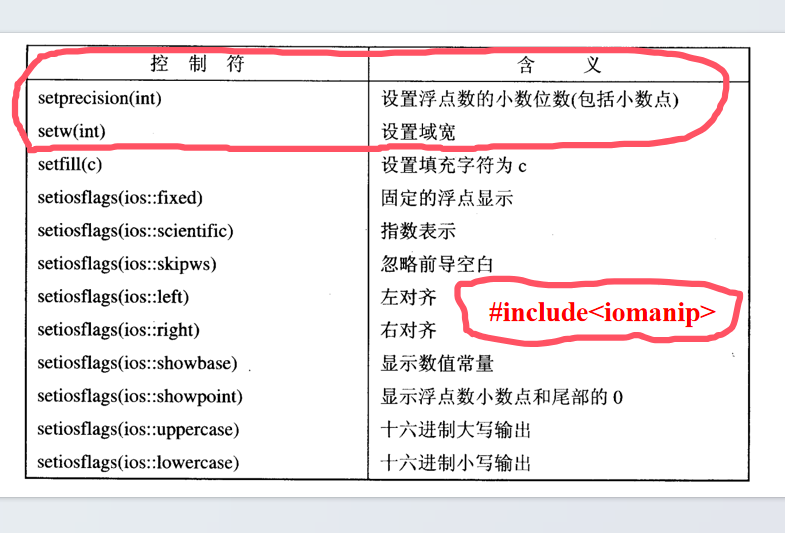 控 制 符 含 义
setprecision(int) 设置浮点数的小数位数(包括小数点)
setw(int) 设置域宽
setfill(c) 设置填充字符为 c
setiosflags(ios::fixed) 固定的浮点显示
setiosflags(ios::scientific) 指数表示
setiosflags(ios::skipws) 忽略前导空白
setiosflags(ios::left) 左对齐
#include<iomanip>
setiosflags(ios::right) 右对齐
setiosflags(ios::showbase) 显示数值常量
setiosflags(ios::showpoint) 显示浮点数小数点和尾部的 0
setiosflags(ios::uppercase) 十六进制大写输出
setiosflags(ios::lowercase) 十六进制小写输出